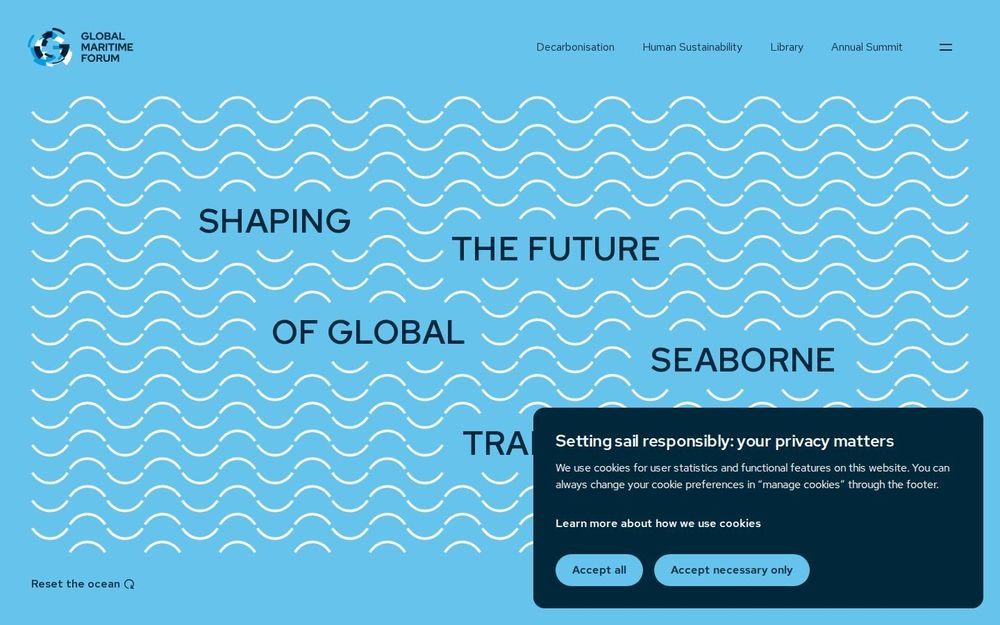 GLOBAL
MARITIME
FORUM
Decarbonisation
Human Sustainability
Library
Annual Summit
SHAPING
THE FUTURE
OF GLOBAL
SEABORNE
Setting sail responsibly: your privacy matters
We use cookies for user statistics and functional features on this website. You can
always change your cookie preferences in “manage cookies” through the footer.
Learn more about how we use cookies
Accept all
Accept necessary only
Reset the ocean